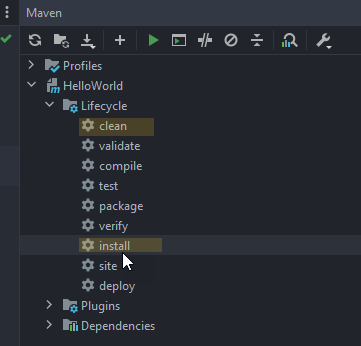 Maven
Profiles
HelloWorld
Lifecycle
clean
validate
compile
test
package
verify
install
site
deploy
Plugins
Dependencies